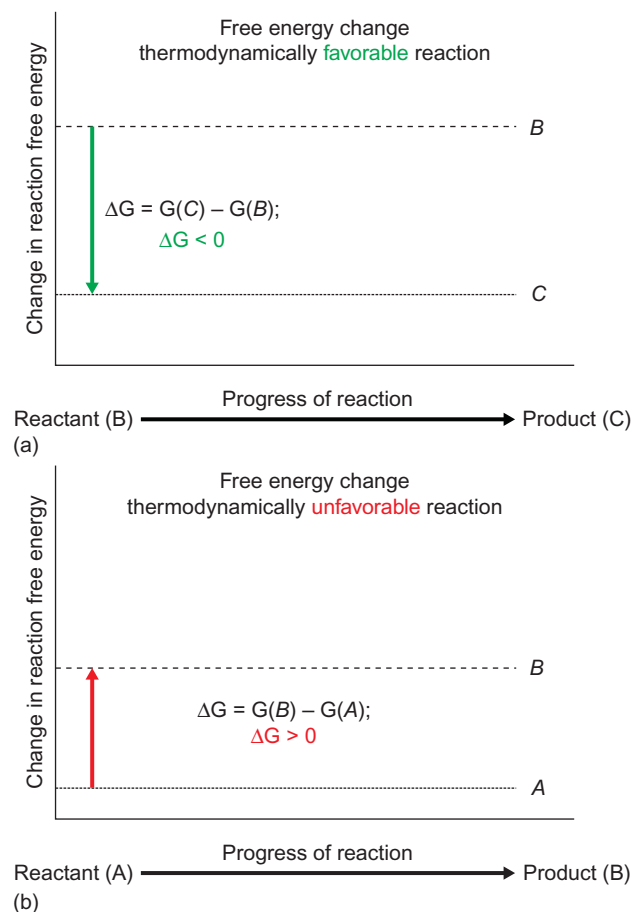 Free energy change
thermodynamically favorable reaction
Change in reaction free energy
B
ΔG = G(C) – G(B);
ΔG < 0
C
Progress of reaction
Reactant (B)
Product (C)
(a)
Free energy change
thermodynamically unfavorable reaction
Change in reaction free energy
B
ΔG = G(B) – G(A);
ΔG > 0
A
Progress of reaction
Reactant (A)
Product (B)
(b)